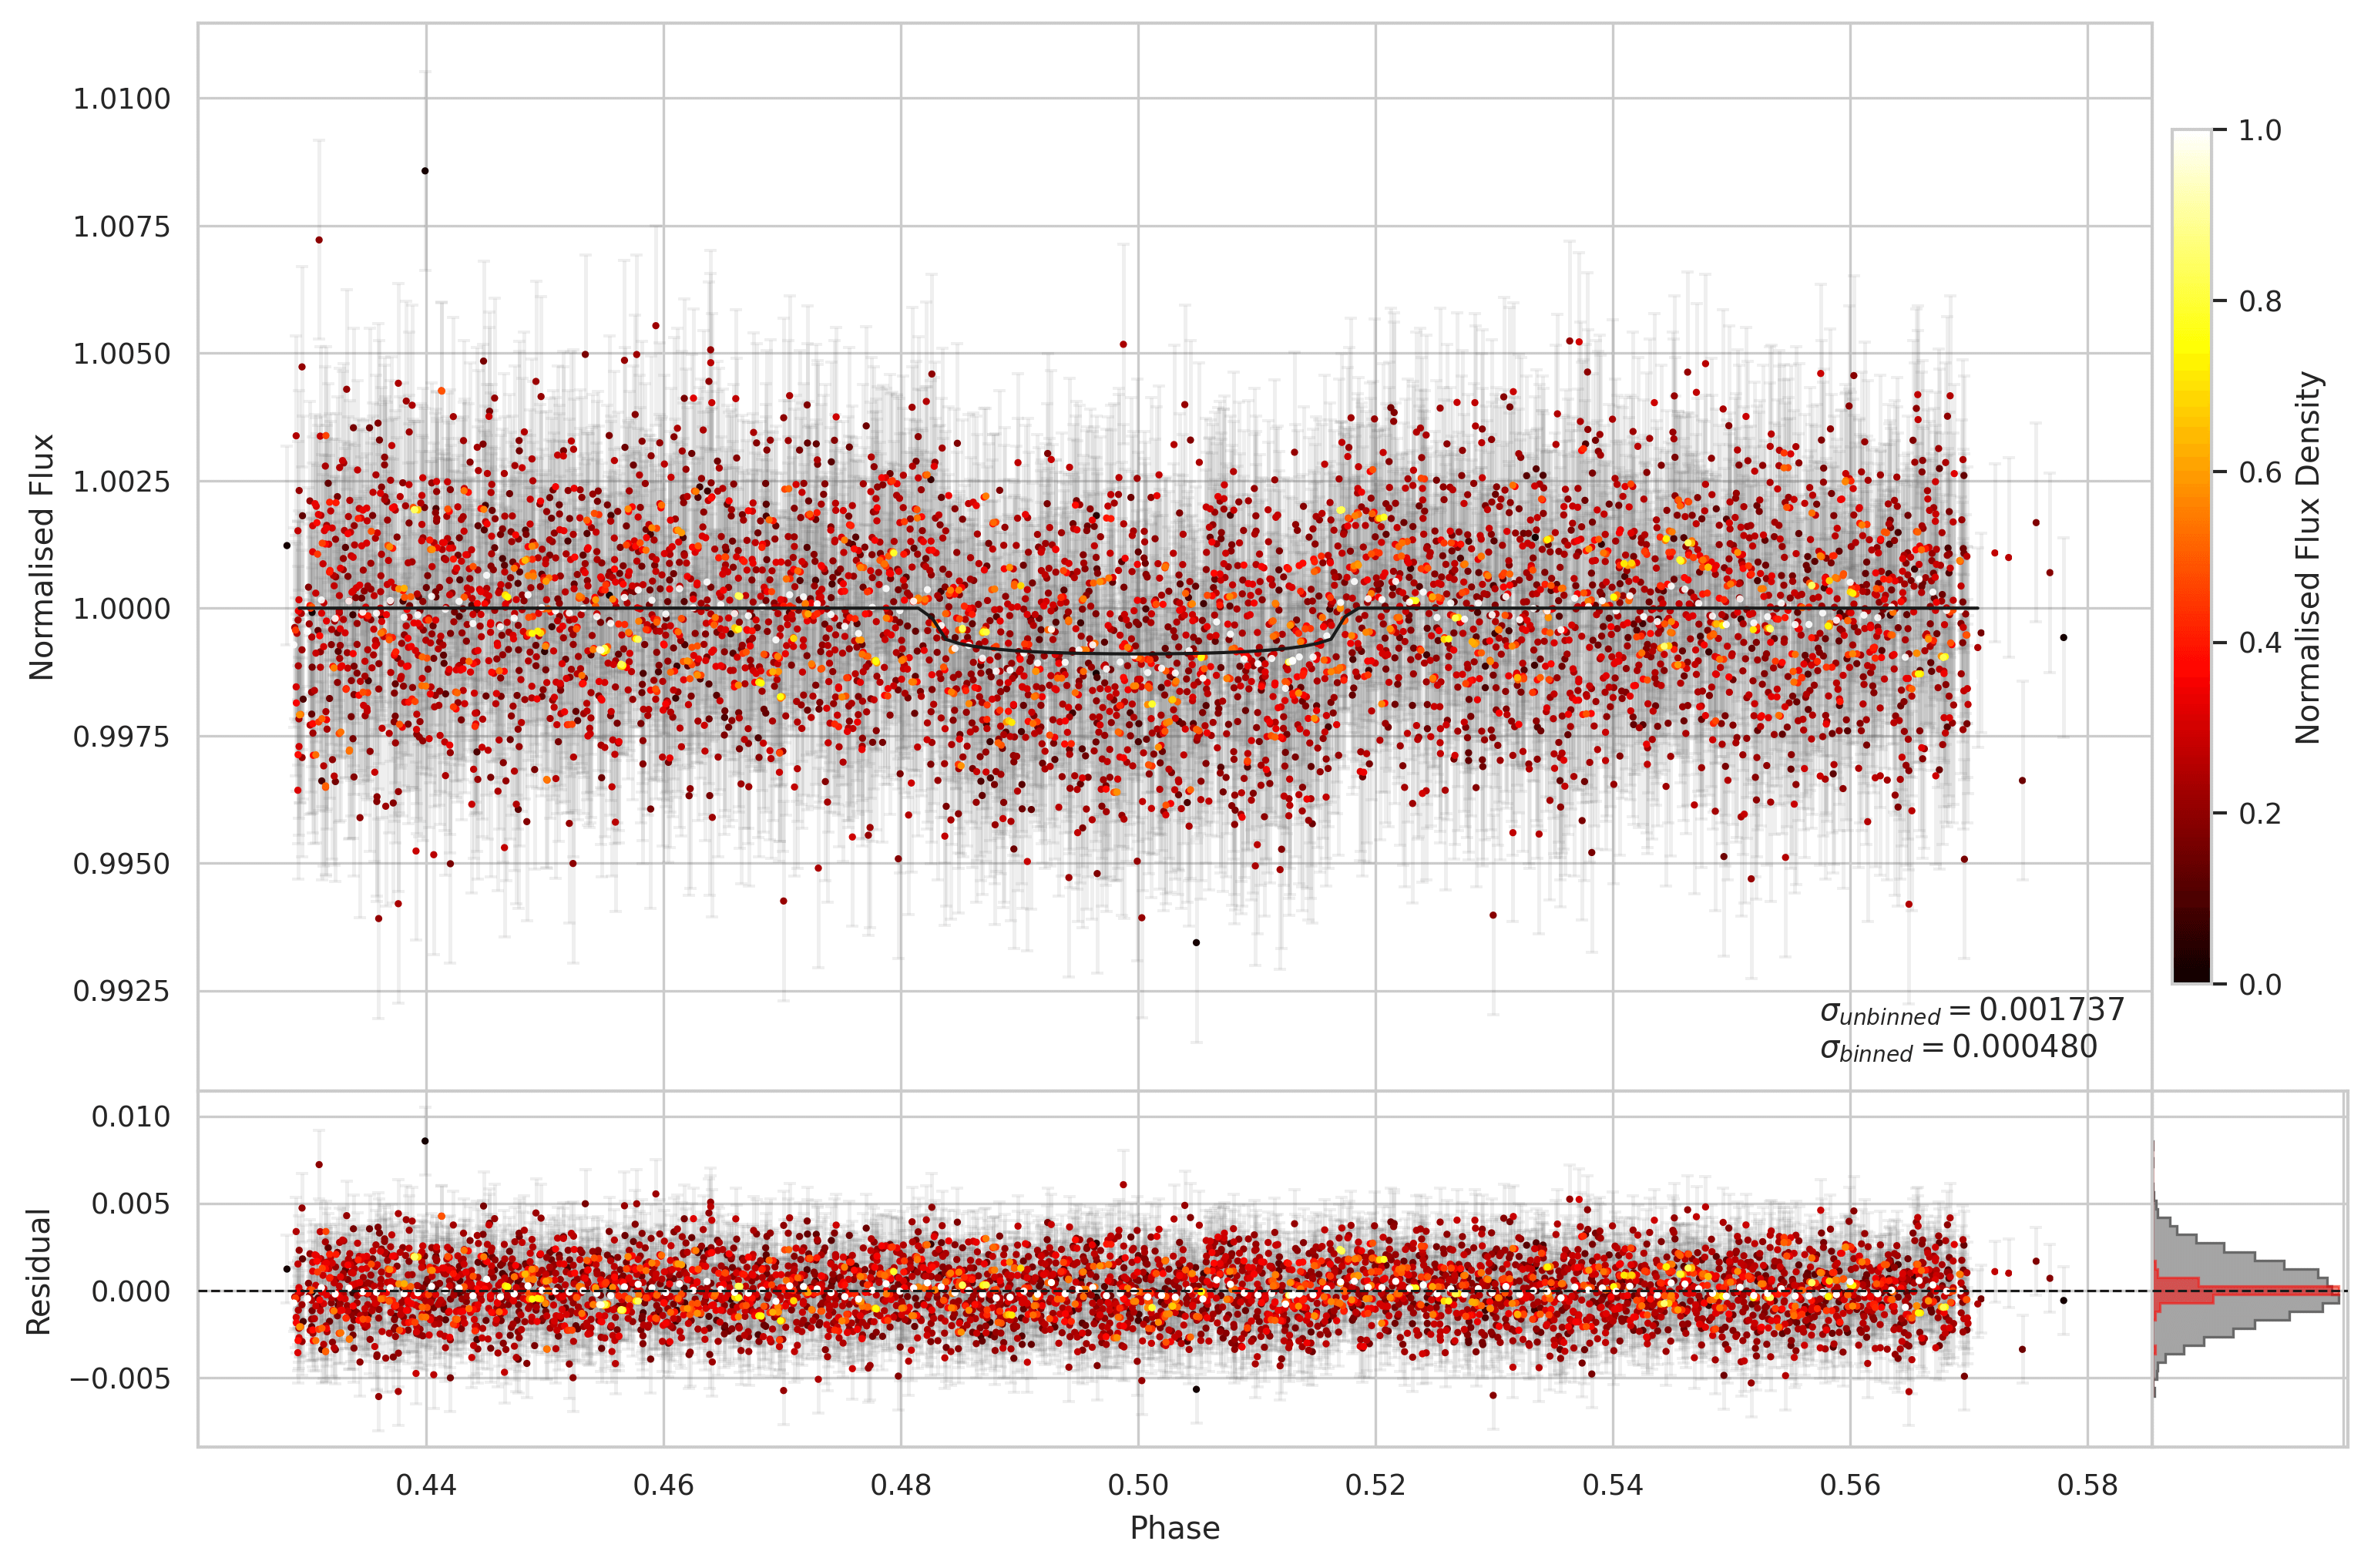 1.0100
1.0075
1.0050
1.0025
1.0000
0.9975
0.9950
0.9925
Normalised Flux
σunbinned = 0.001737
σbinned = 0.000480
1.0
0.8
0.6
0.4
0.2
0.0
Normalised Flux Density
0.010
0.005
0.000
−0.005
Residual
0.44 0.46 0.48 0.50 0.52 0.54 0.56 0.58
Phase